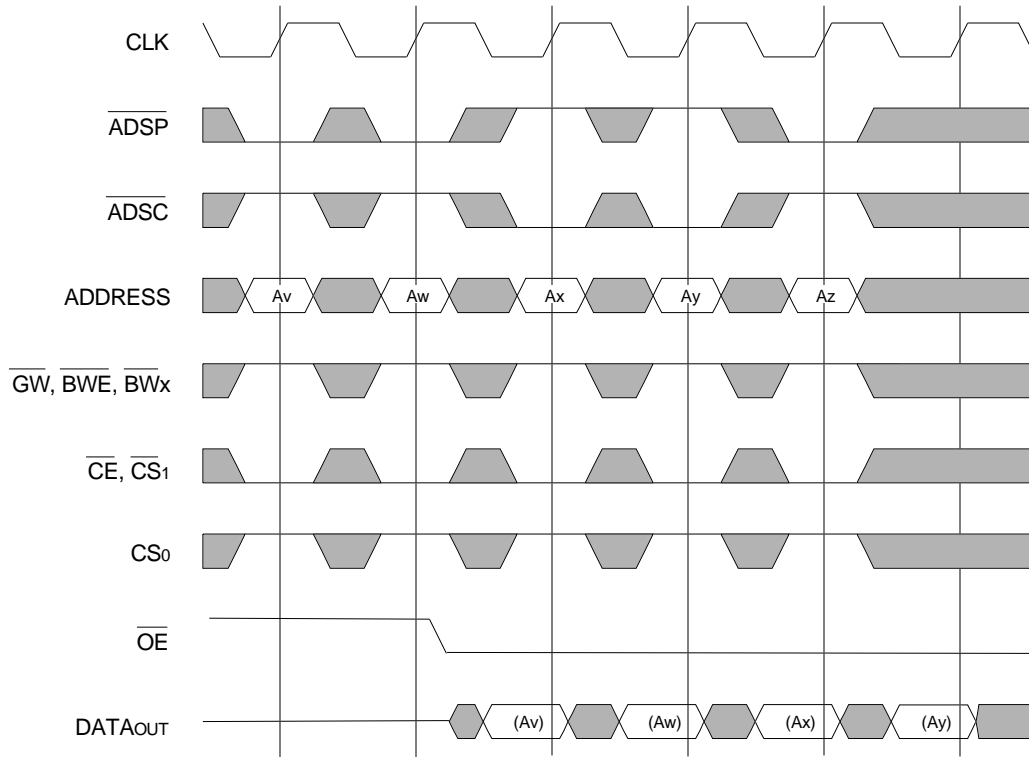 CLK
ADSP
ADSC
ADDRESS Av Aw Ax Ay Az
GW, BWE, BWx
CE, CS1
CS0
OE
DATAOUT (Av) (Aw) (Ax) (Ay)